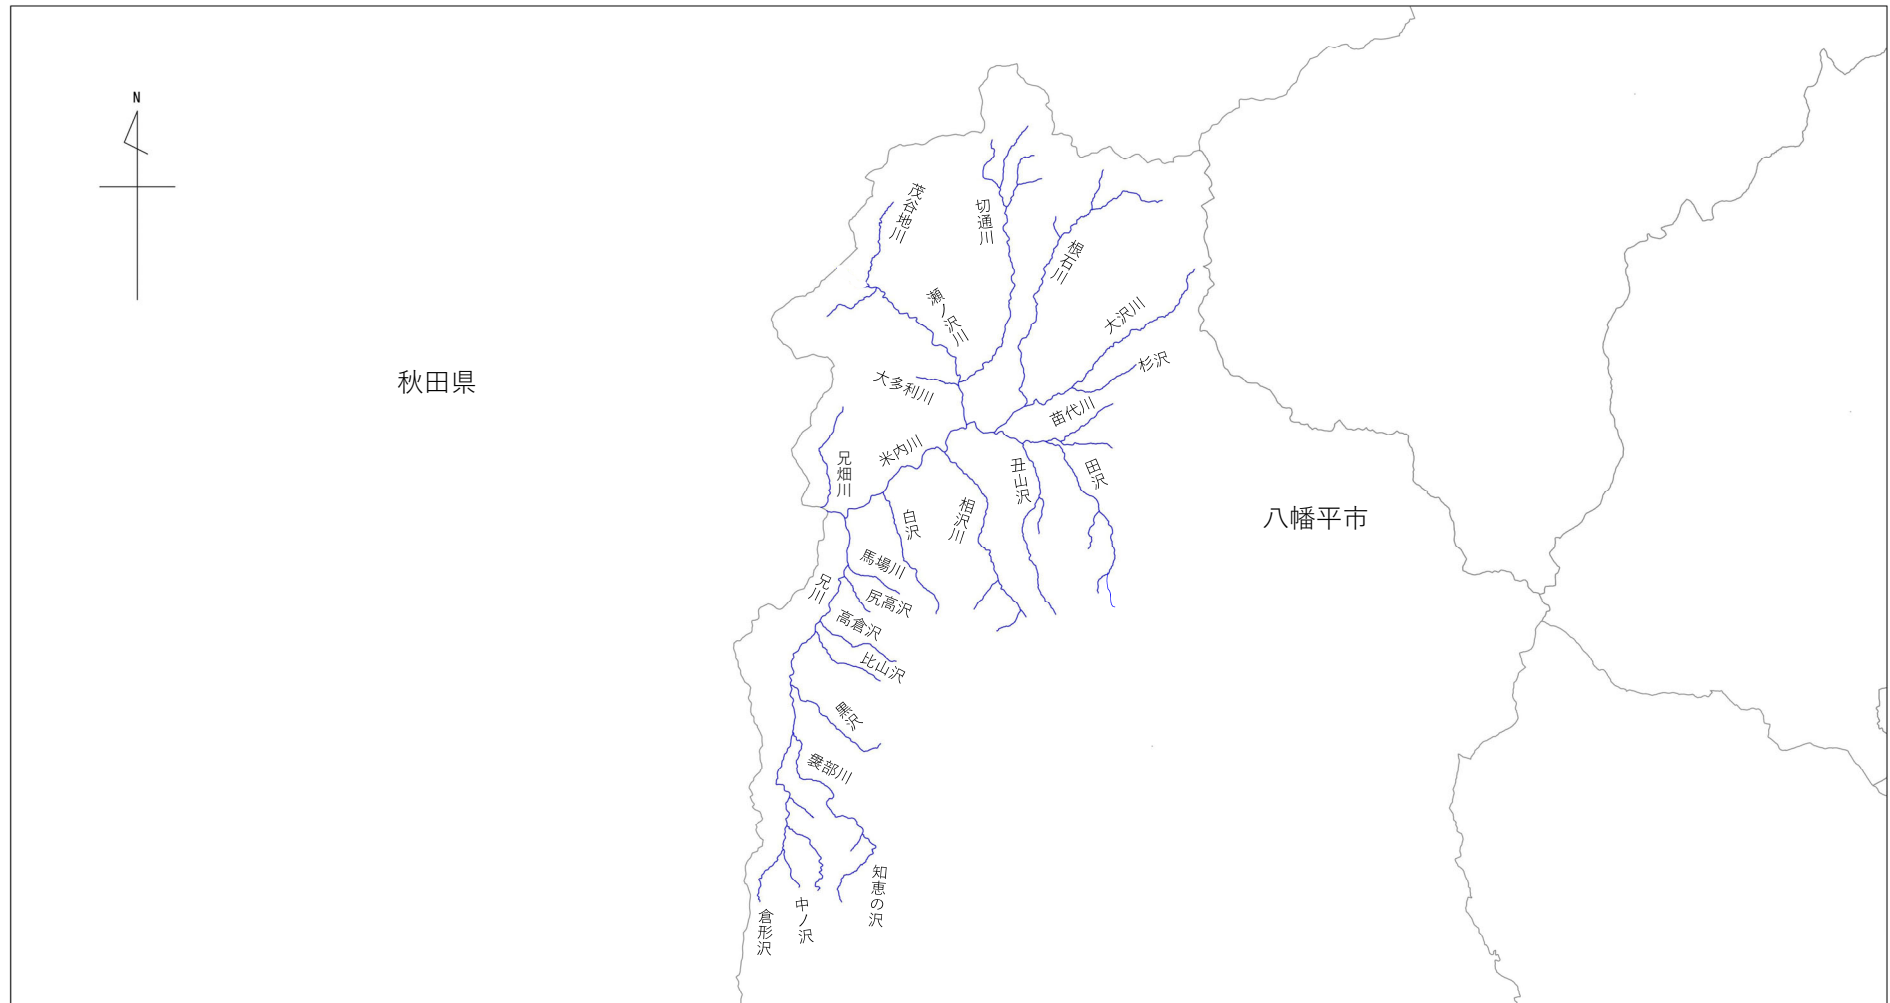 N
茂谷地川
切通川
根石川
瀬ノ沢川
大沢川
杉沢
秋田県
大多利川
苗代川
米内川
兄畑川
丑山沢
田沢
相沢川
白沢
八幡平市
馬場川
兄川
尻高沢
高倉沢
比山沢
黒沢
袰部川
知恵の沢
中ノ沢
倉形沢